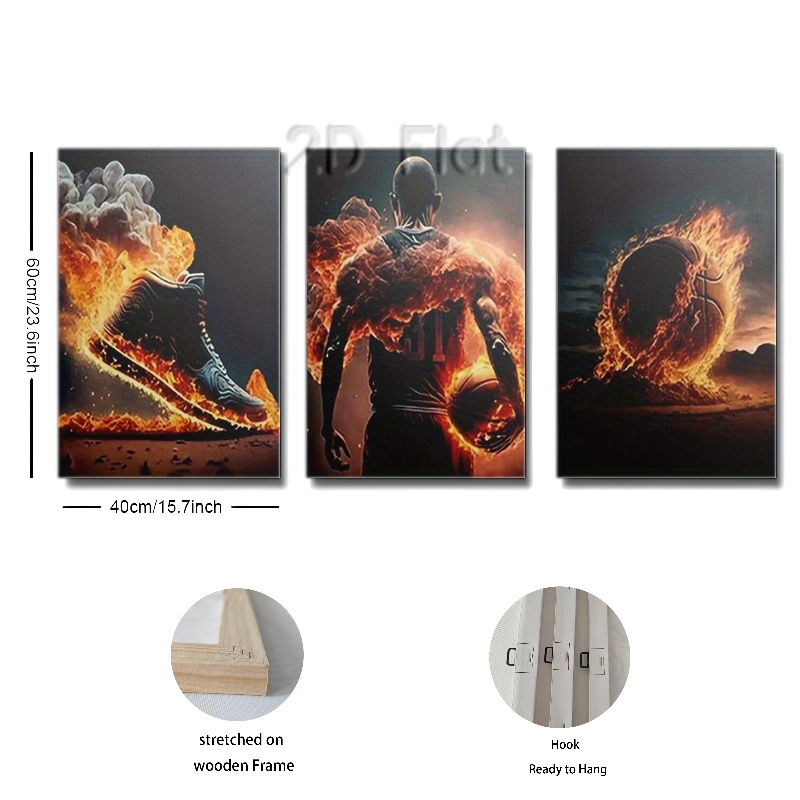 2D Flat
60cm/23.6inch
40cm/15.7inch
stretched on
wooden Frame
Hook
Ready to Hang